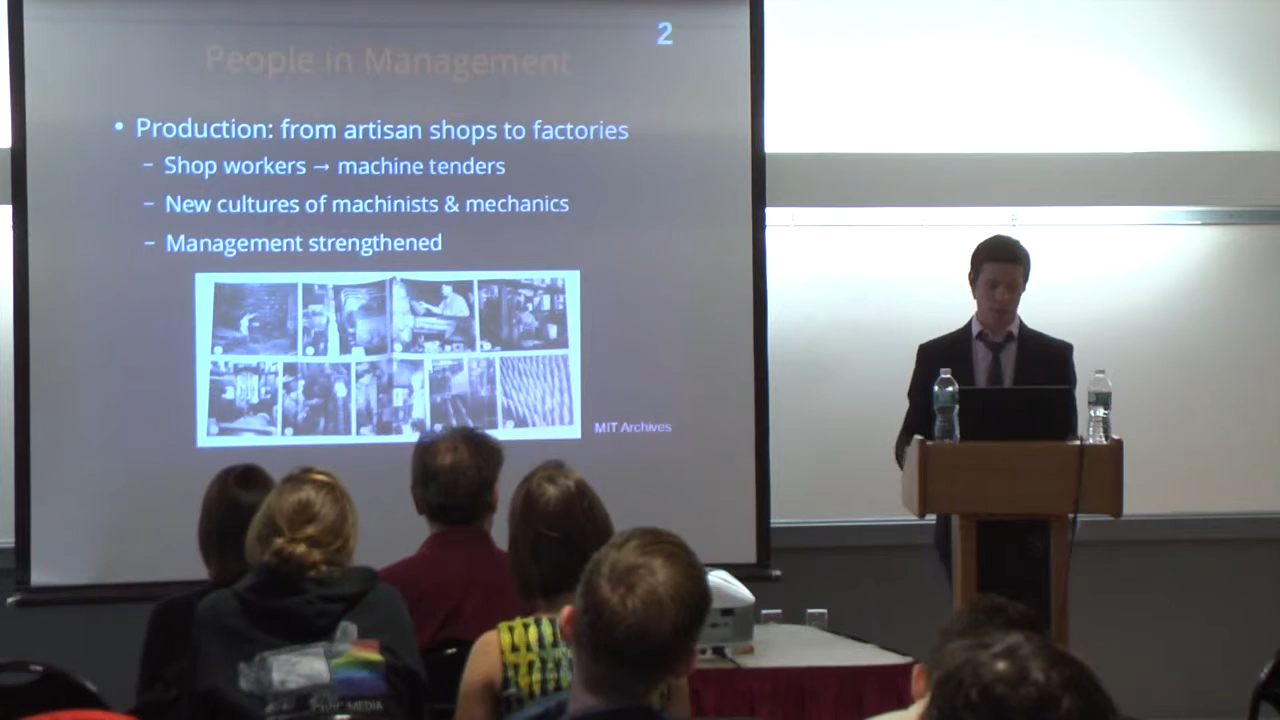 2
People in Management
• Production: from artisan shops to factories
– Shop workers → machine tenders
– New cultures of machinists & mechanics
– Management strengthened
MIT Archives
MEDIA